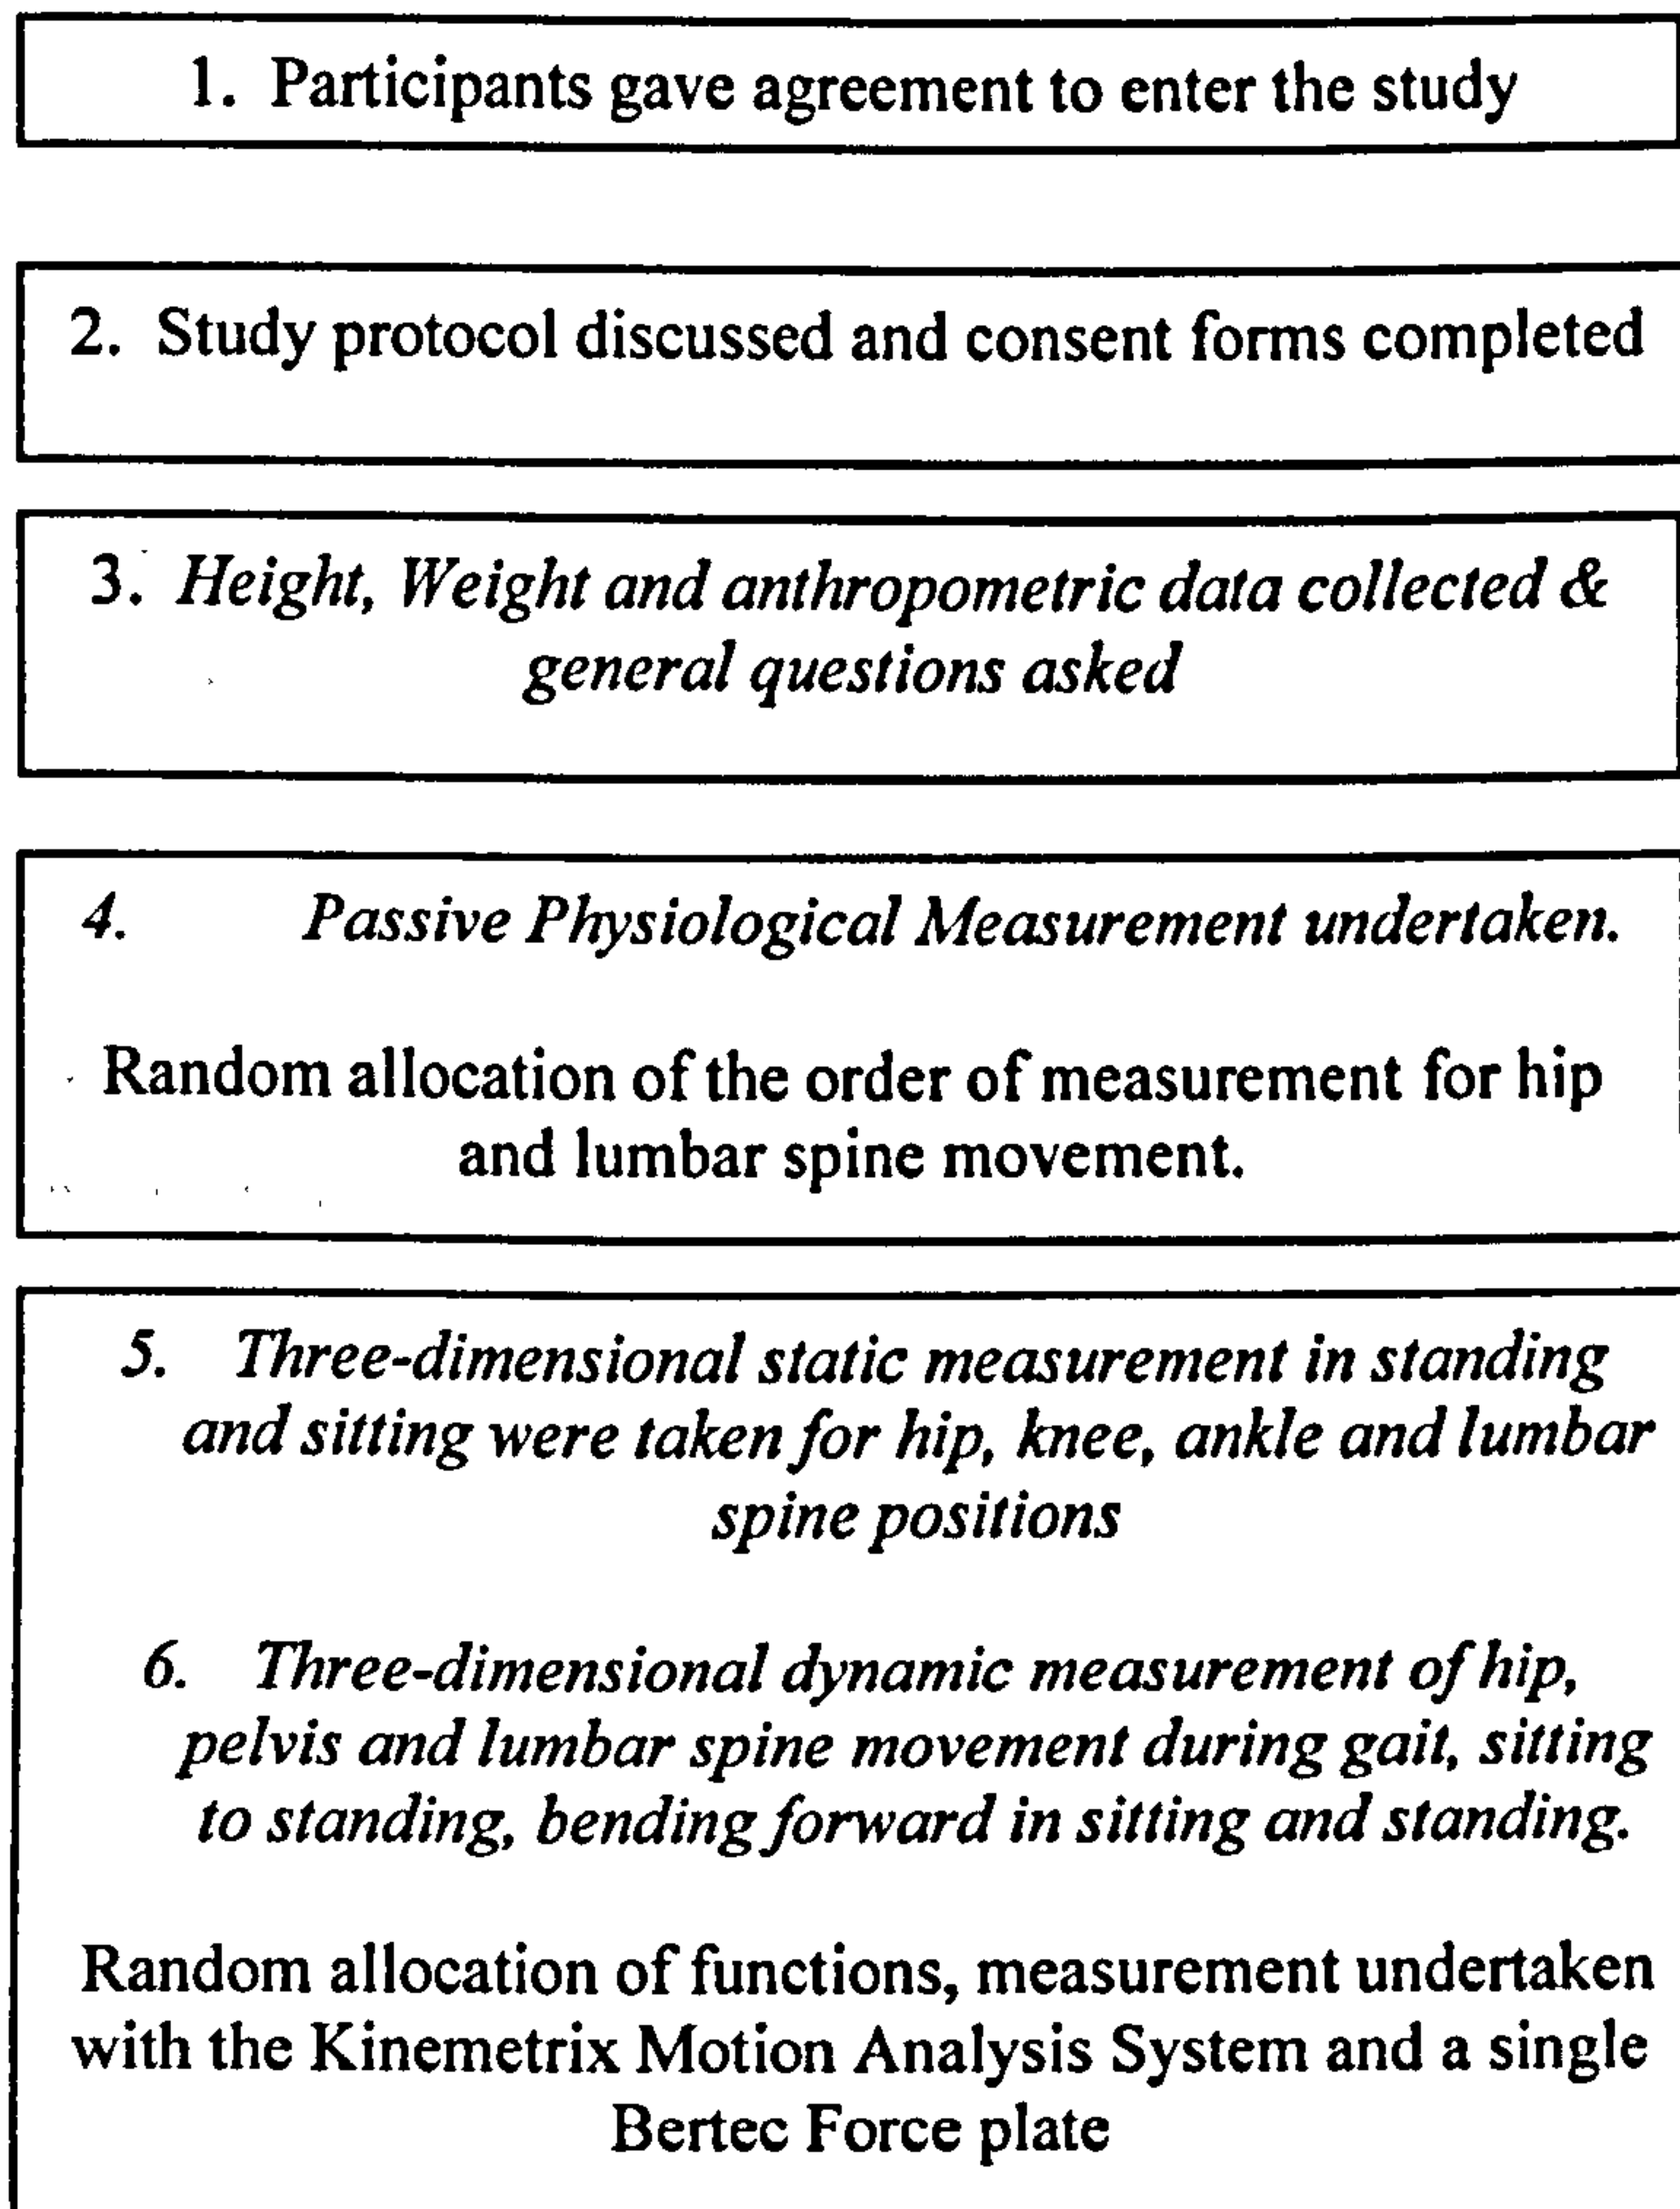 1. Participants gave agreement to enter the study
2. Study protocol discussed and consent forms completed
3. Height, Weight and anthropometric data collected &
general questions asked
4. Passive Physiological Measurement undertaken.
Random allocation of the order of measurement for hip
and lumbar spine movement.
5. Three-dimensional static measurement in standing
and sitting were taken for hip, knee, ankle and lumbar
spine positions
6. Three-dimensional dynamic measurement of hip,
pelvis and lumbar spine movement during gait, sitting
to standing, bending forward in sitting and standing.
Random allocation of functions, measurement undertaken
with the Kinemetrix Motion Analysis System and a single
Bertec Force plate